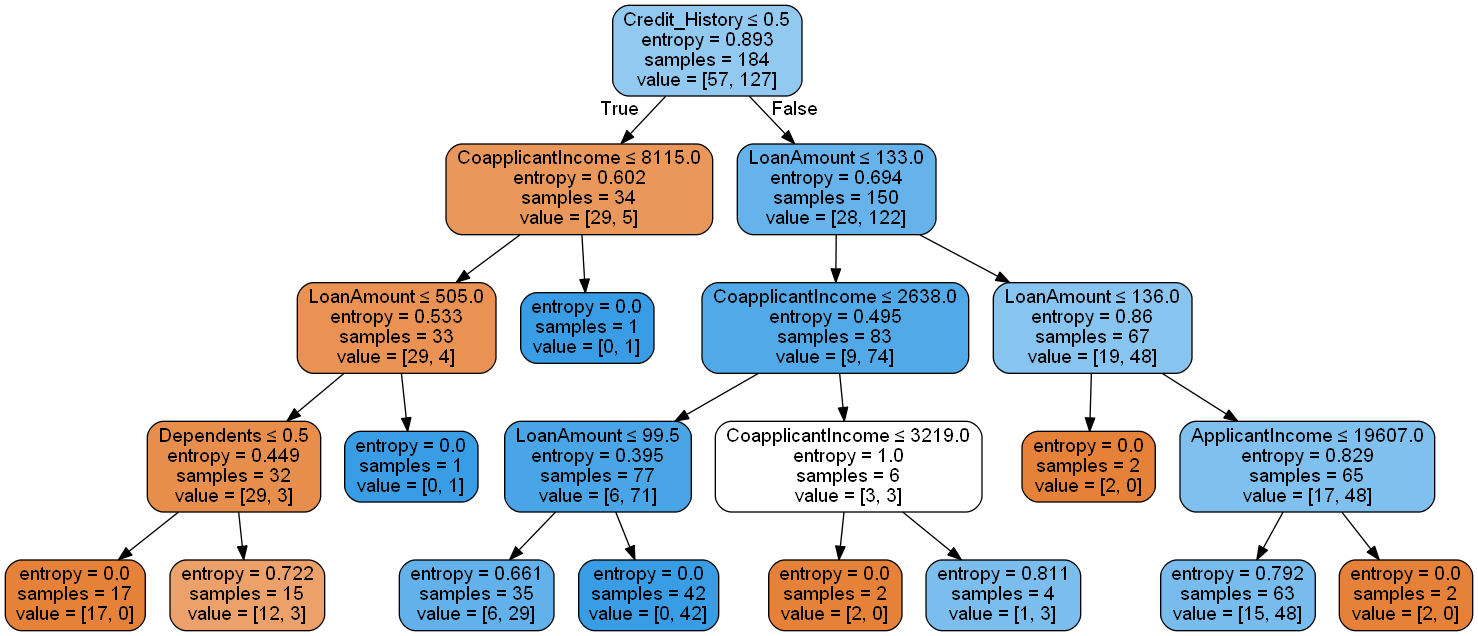 Credit_History ≤ 0.5
entropy = 0.893
samples = 184
value = [57, 127]
True
False
CoapplicantIncome ≤ 8115.0
entropy = 0.602
samples = 34
value = [29, 5]
LoanAmount ≤ 133.0
entropy = 0.694
samples = 150
value = [28, 122]
LoanAmount ≤ 505.0
entropy = 0.533
samples = 33
value = [29, 4]
entropy = 0.0
samples = 1
value = [0, 1]
CoapplicantIncome ≤ 2638.0
entropy = 0.495
samples = 83
value = [9, 74]
LoanAmount ≤ 136.0
entropy = 0.86
samples = 67
value = [19, 48]
Dependents ≤ 0.5
entropy = 0.449
samples = 32
value = [29, 3]
entropy = 0.0
samples = 1
value = [0, 1]
LoanAmount ≤ 99.5
entropy = 0.395
samples = 77
value = [6, 71]
CoapplicantIncome ≤ 3219.0
entropy = 1.0
samples = 6
value = [3, 3]
entropy = 0.0
samples = 2
value = [2, 0]
ApplicantIncome ≤ 19607.0
entropy = 0.829
samples = 65
value = [17, 48]
entropy = 0.0
samples = 17
value = [17, 0]
entropy = 0.722
samples = 15
value = [12, 3]
entropy = 0.661
samples = 35
value = [6, 29]
entropy = 0.0
samples = 42
value = [0, 42]
entropy = 0.0
samples = 2
value = [2, 0]
entropy = 0.811
samples = 4
value = [1, 3]
entropy = 0.792
samples = 63
value = [15, 48]
entropy = 0.0
samples = 2
value = [2, 0]